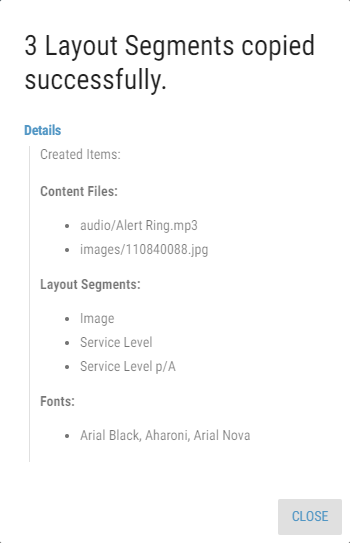 3 Layout Segments copied
successfully.
Details
Created Items:
Content Files:
• audio/Alert Ring.mp3
• images/110840088.jpg
Layout Segments:
• Image
• Service Level
• Service Level p/A
Fonts:
• Arial Black, Aharoni, Arial Nova
CLOSE